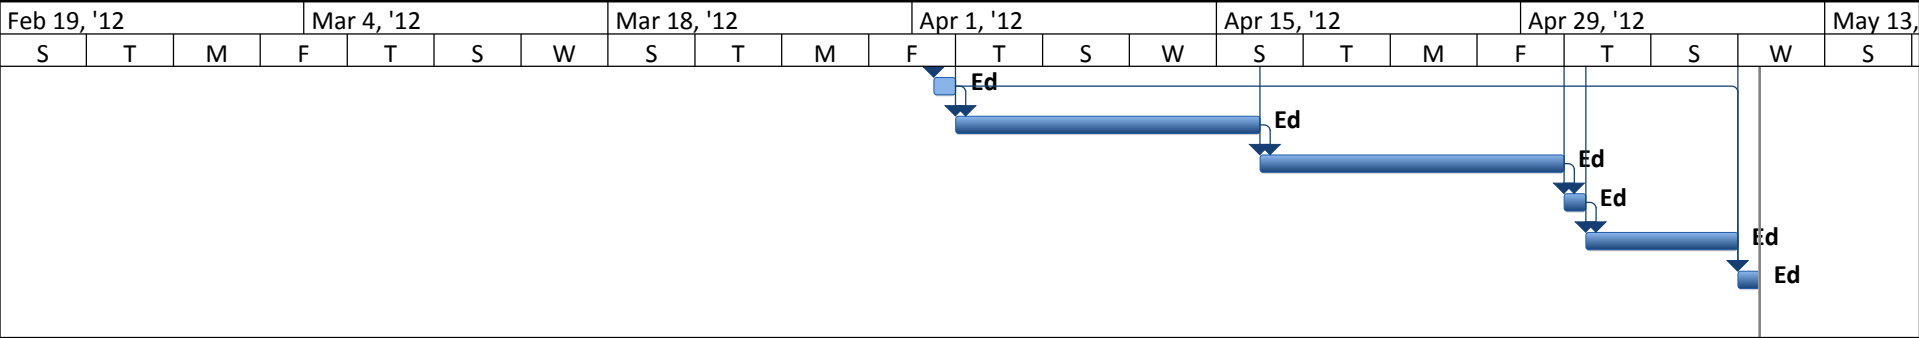 Feb 19, '12 Mar 4, '12 Mar 18, '12 Apr 1, '12 Apr 15, '12 Apr 29, '12 May 13,
S T M F T S W S T M F T S W S T M F T S W S
Ed
Ed
Ed
Ed
Ed
Ed